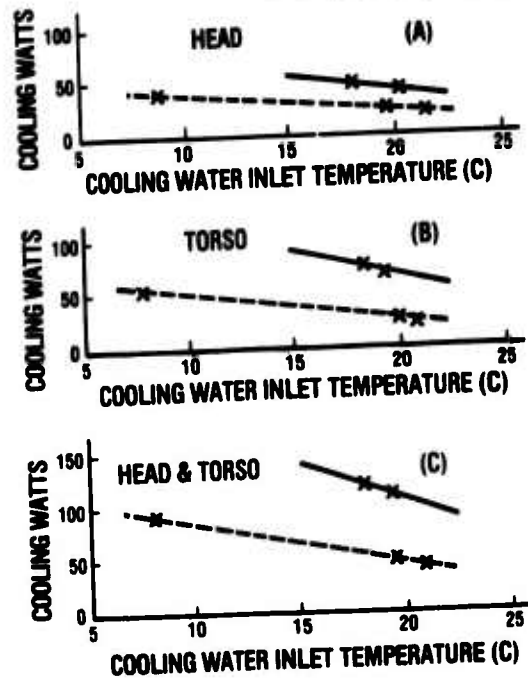 COOLING WATTS
100
50
0
HEAD
(A)
5 10 15 20 25
COOLING WATER INLET TEMPERATURE (C)
COOLING WATTS
100
50
0
TORSO
(B)
5 10 15 20 25
COOLING WATER INLET TEMPERATURE (C)
COOLING WATTS
150
100
50
0
HEAD & TORSO
(C)
5 10 15 20 25
COOLING WATER INLET TEMPERATURE (C)